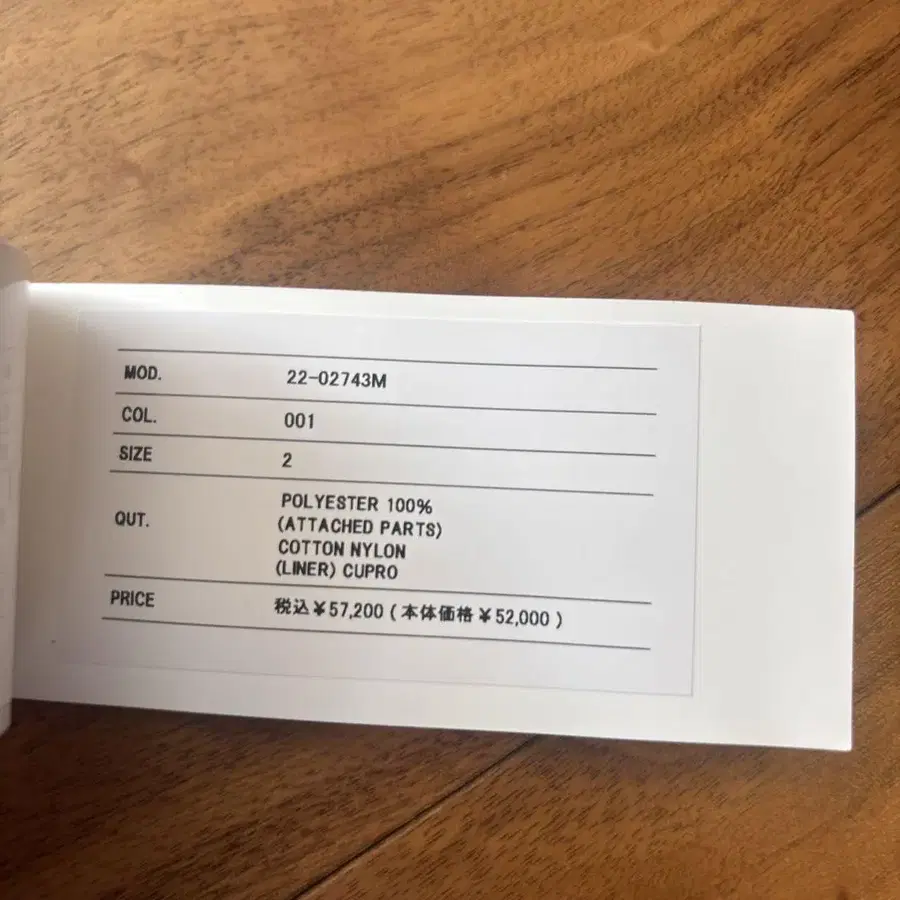 MOD. 22-02743M
COL. 001
SIZE 2
QUT. POLYESTER 100%
(ATTACHED PARTS)
COTTON NYLON
(LINER) CUPRO
PRICE 税込¥57,200 (本体価格¥52,000)